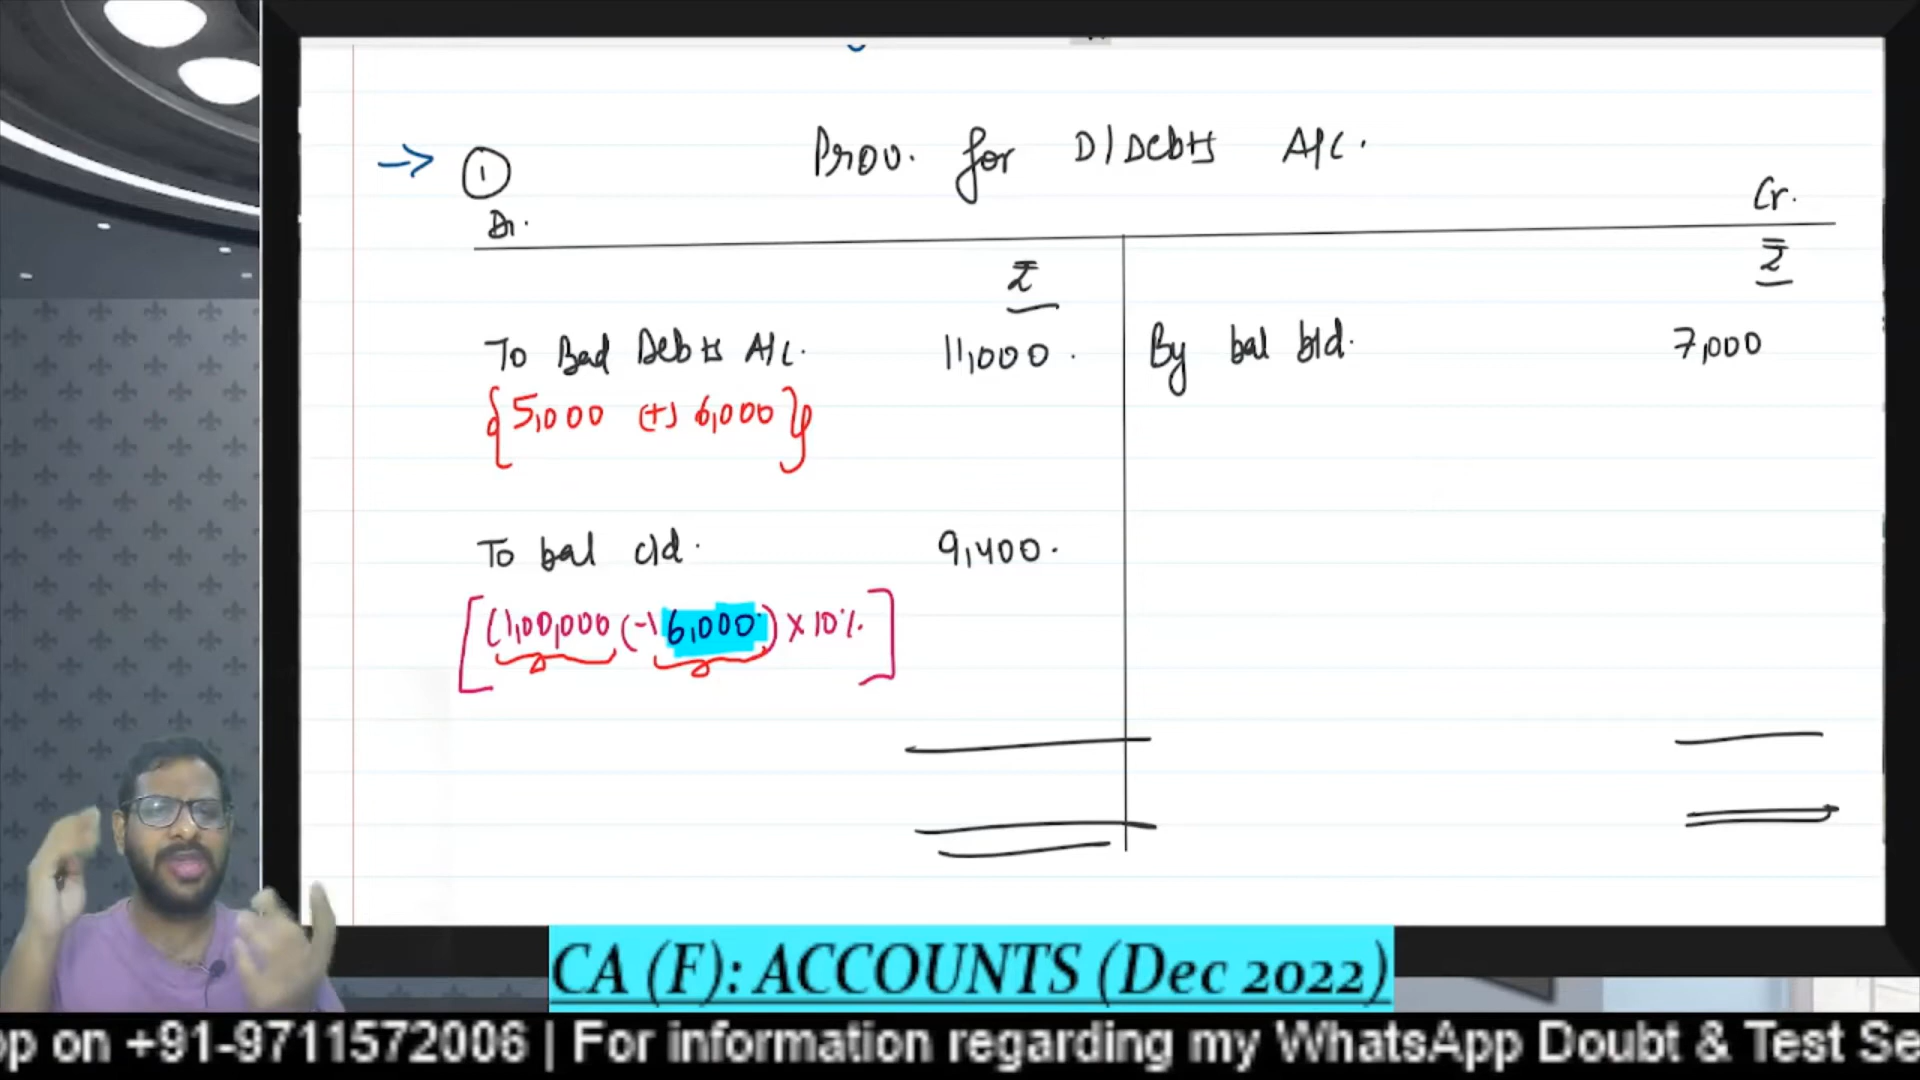 → ① Prov. for D/Debts A/c.
Dr. Cr.
₹ ₹
To Bad Debts A/c. 11,000. By bal b/d. 7,000
{5,000 (+) 6,000}
To bal c/d. 9,400.
[(1,00,000 (-) 6,000) × 10%]
CA (F): ACCOUNTS (Dec 2022)
pp on +91-9711572006 | For information regarding my WhatsApp Doubt & Test Se